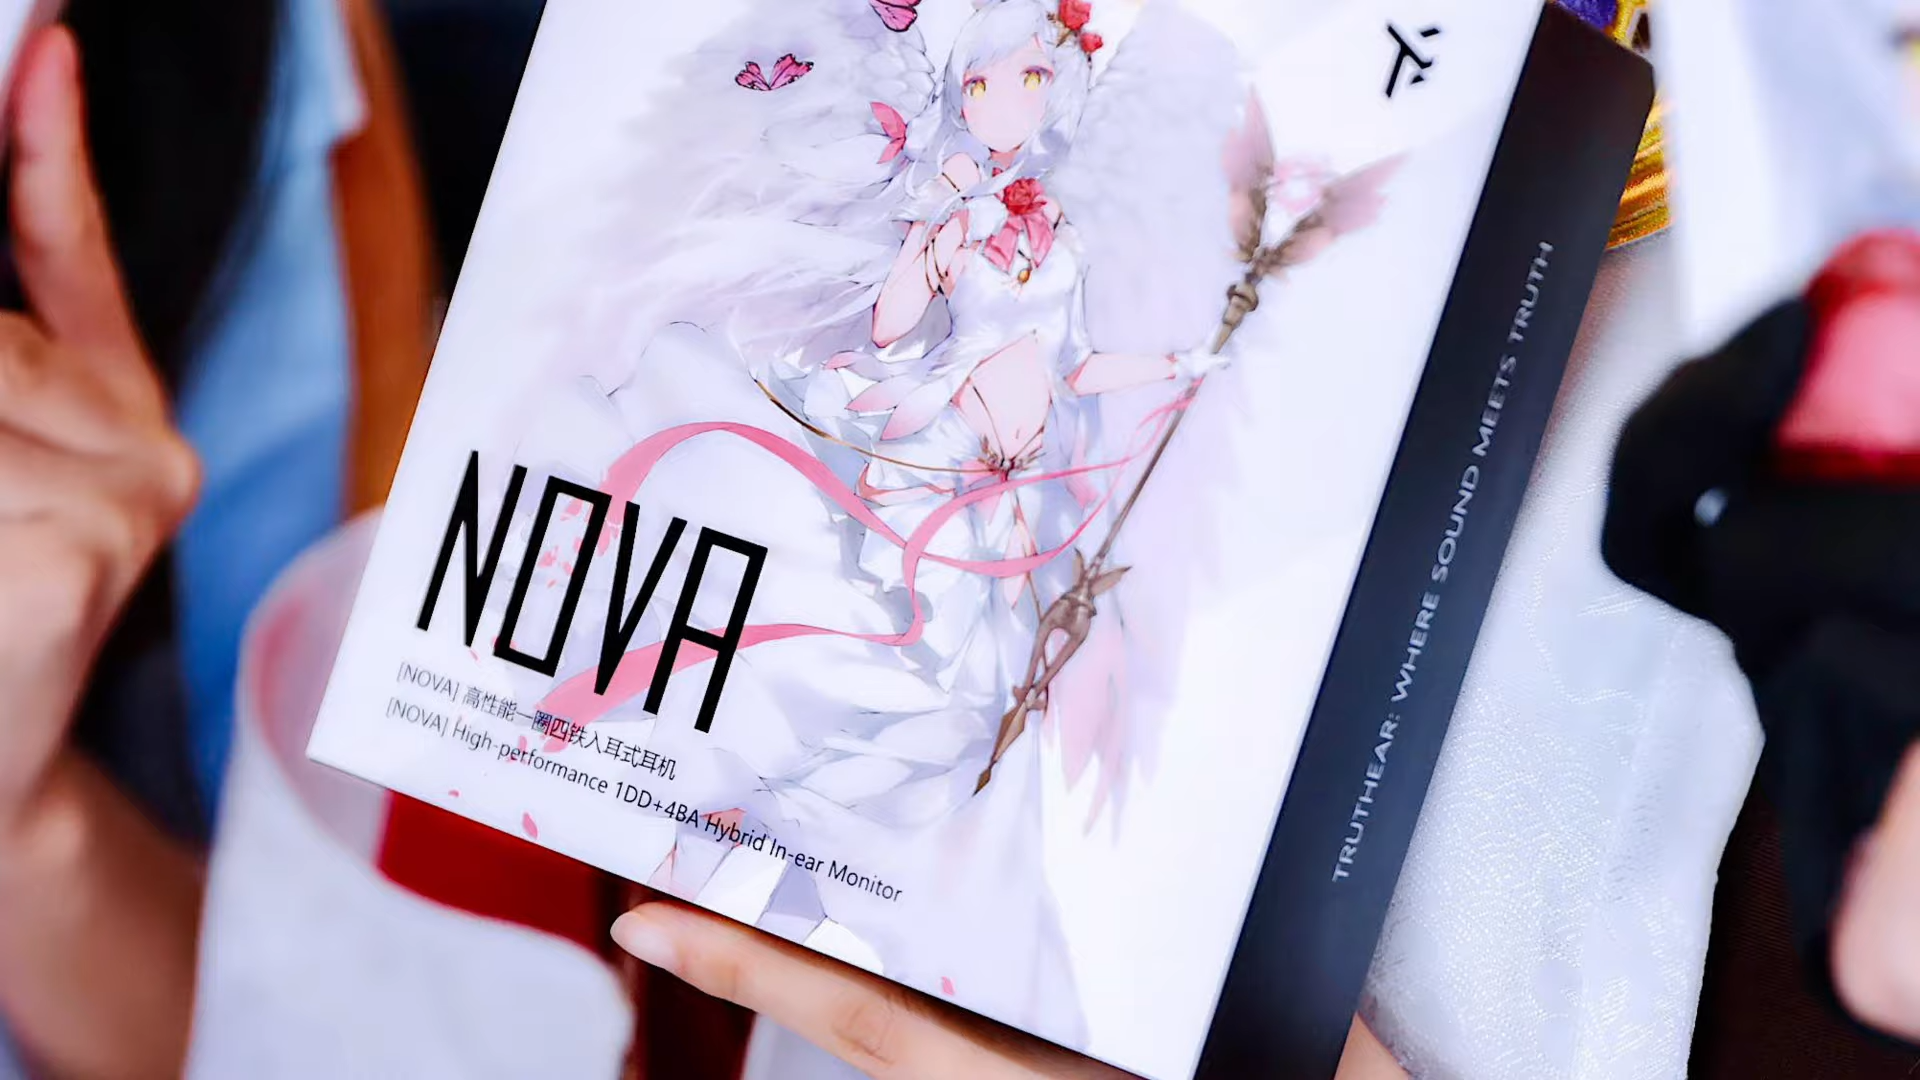 NOVA
[NOVA] 高性能一圈四铁入耳式耳机
[NOVA] High-performance 1DD+4BA Hybrid In-ear Monitor
TRUTHEAR: WHERE SOUND MEETS TRUTH